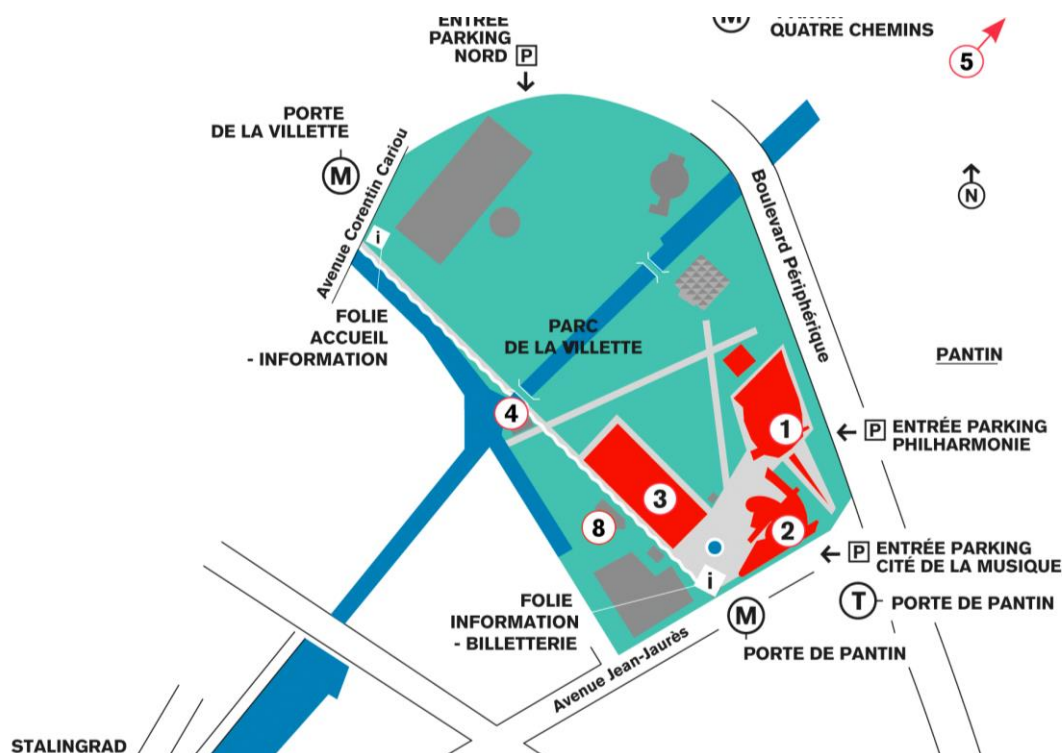 ENTRÉE
PARKING
NORD P
M
QUATRE CHEMINS
5
PORTE
DE LA VILLETTE
M
Avenue Corentin Cariou
i
N
Boulevard Périphérique
FOLIE
ACCUEIL
- INFORMATION
PARC
DE LA VILLETTE
PANTIN
4
1
P ENTRÉE PARKING
PHILHARMONIE
3
8
2
P ENTRÉE PARKING
CITÉ DE LA MUSIQUE
i
FOLIE
INFORMATION
- BILLETTERIE
M
T PORTE DE PANTIN
PORTE DE PANTIN
Avenue Jean-Jaurès
STALINGRAD